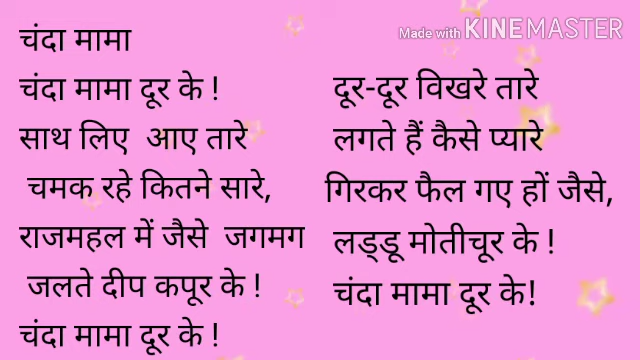 चंदा मामा
चंदा मामा दूर के !
साथ लिए आए तारे
चमक रहे कितने सारे,
राजमहल में जैसे जगमग
जलते दीप कपूर के !
चंदा मामा दूर के !
Made with KINEMASTER
दूर-दूर विखरे तारे
लगते हैं कैसे प्यारे
गिरकर फैल गए हों जैसे,
लड्डू मोतीचूर के !
चंदा मामा दूर के!